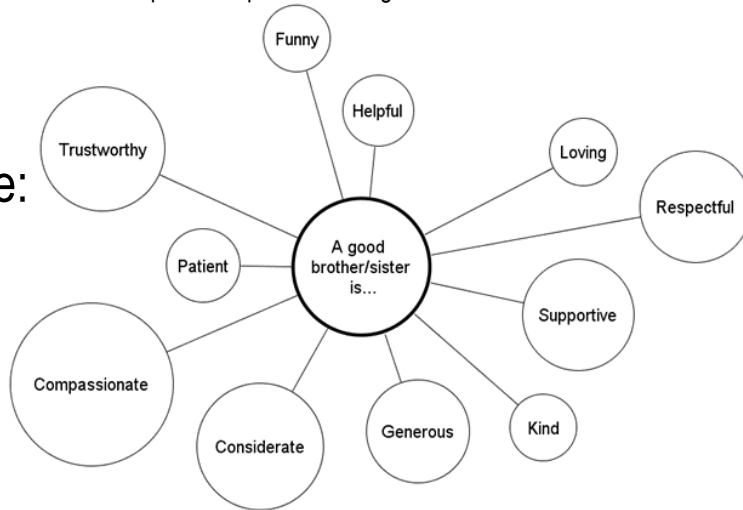 Funny
Helpful
Trustworthy
Loving
e:
Respectful
A good
brother/sister
is...
Patient
Supportive
Compassionate
Considerate
Generous
Kind